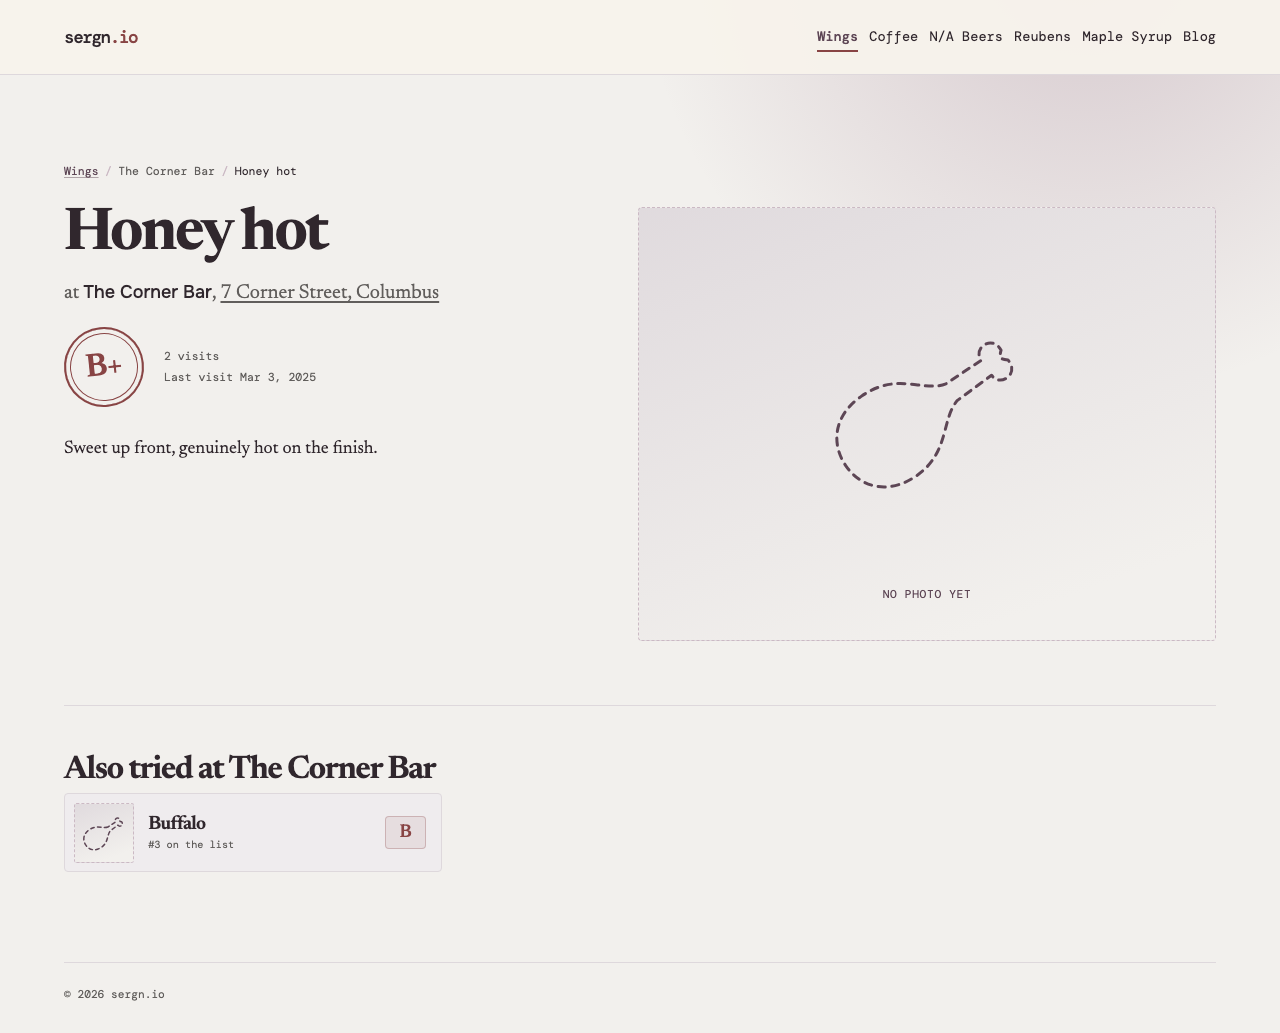 sergn.io
Wings Coffee N/A Beers Reubens Maple Syrup Blog
Wings / The Corner Bar / Honey hot
Honey hot
at The Corner Bar, 7 Corner Street, Columbus
B+
2 visits
Last visit Mar 3, 2025
Sweet up front, genuinely hot on the finish.
NO PHOTO YET
Also tried at The Corner Bar
Buffalo
#3 on the list
B
© 2026 sergn.io